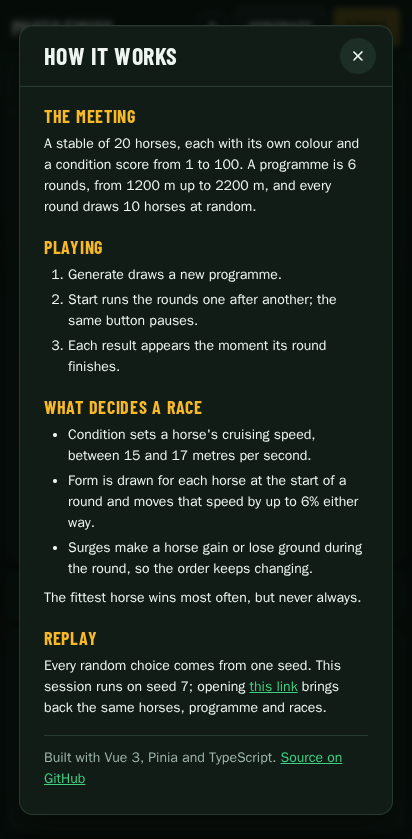 HOW IT WORKS
THE MEETING
A stable of 20 horses, each with its own colour and
a condition score from 1 to 100. A programme is 6
rounds, from 1200 m up to 2200 m, and every
round draws 10 horses at random.
PLAYING
1. Generate draws a new programme.
2. Start runs the rounds one after another; the
same button pauses.
3. Each result appears the moment its round
finishes.
WHAT DECIDES A RACE
• Condition sets a horse's cruising speed,
between 15 and 17 metres per second.
• Form is drawn for each horse at the start of a
round and moves that speed by up to 6% either
way.
• Surges make a horse gain or lose ground during
the round, so the order keeps changing.
The fittest horse wins most often, but never always.
REPLAY
Every random choice comes from one seed. This
session runs on seed 7; opening this link brings
back the same horses, programme and races.
Built with Vue 3, Pinia and TypeScript. Source on
GitHub